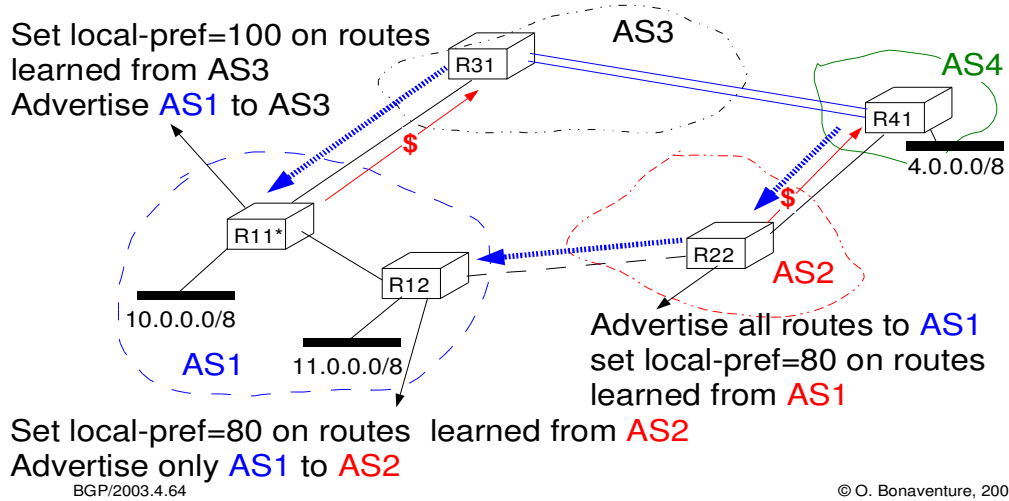 Set local-pref=100 on routes
learned from AS3
Advertise AS1 to AS3
AS3
R31
AS4
R41
4.0.0.0/8
$
$
R11*
R12
R22
AS2
10.0.0.0/8
11.0.0.0/8
AS1
Advertise all routes to AS1
set local-pref=80 on routes
learned from AS1
Set local-pref=80 on routes learned from AS2
Advertise only AS1 to AS2
BGP/2003.4.64
© O. Bonaventure, 200